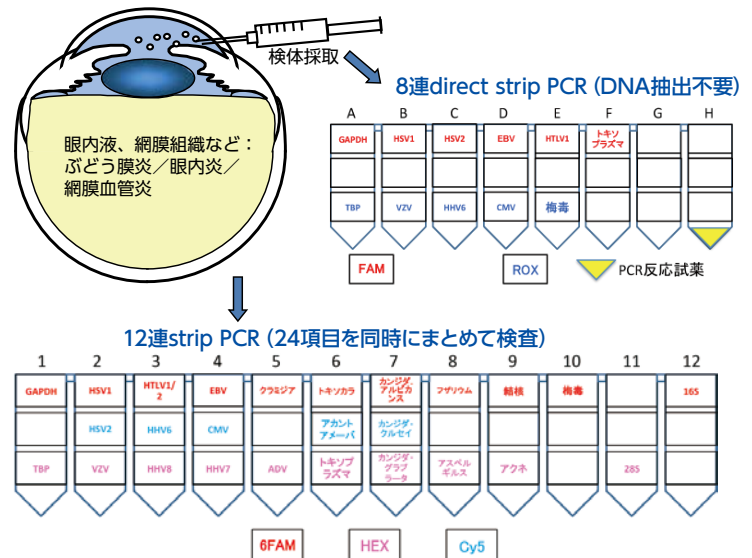 検体採取
8連direct strip PCR（DNA抽出不要）
眼内液、網膜組織など：
ぶどう膜炎／眼内炎／
網膜血管炎
A B C D E F G H
GAPDH HSV1 HSV2 EBV HTLV1 トキソ
プラズマ
TBP VZV HHV6 CMV 梅毒
FAM ROX PCR反応試薬
12連strip PCR（24項目を同時にまとめて検査）
1 2 3 4 5 6 7 8 9 10 11 12
GAPDH HSV1 HTLV1/
2 EBV クラミジア トキソカラ カンジダ・
アルビカ
ンス フザリウム 結核 梅毒 16S
HSV2 HHV6 CMV アカント
アメーバ カンジダ・
クルセイ
TBP VZV HHV8 HHV7 ADV トキソプ
ラズマ カンジダ・
グラブ
ラータ アスペル
ギルス アクネ 28S
6FAM HEX Cy5